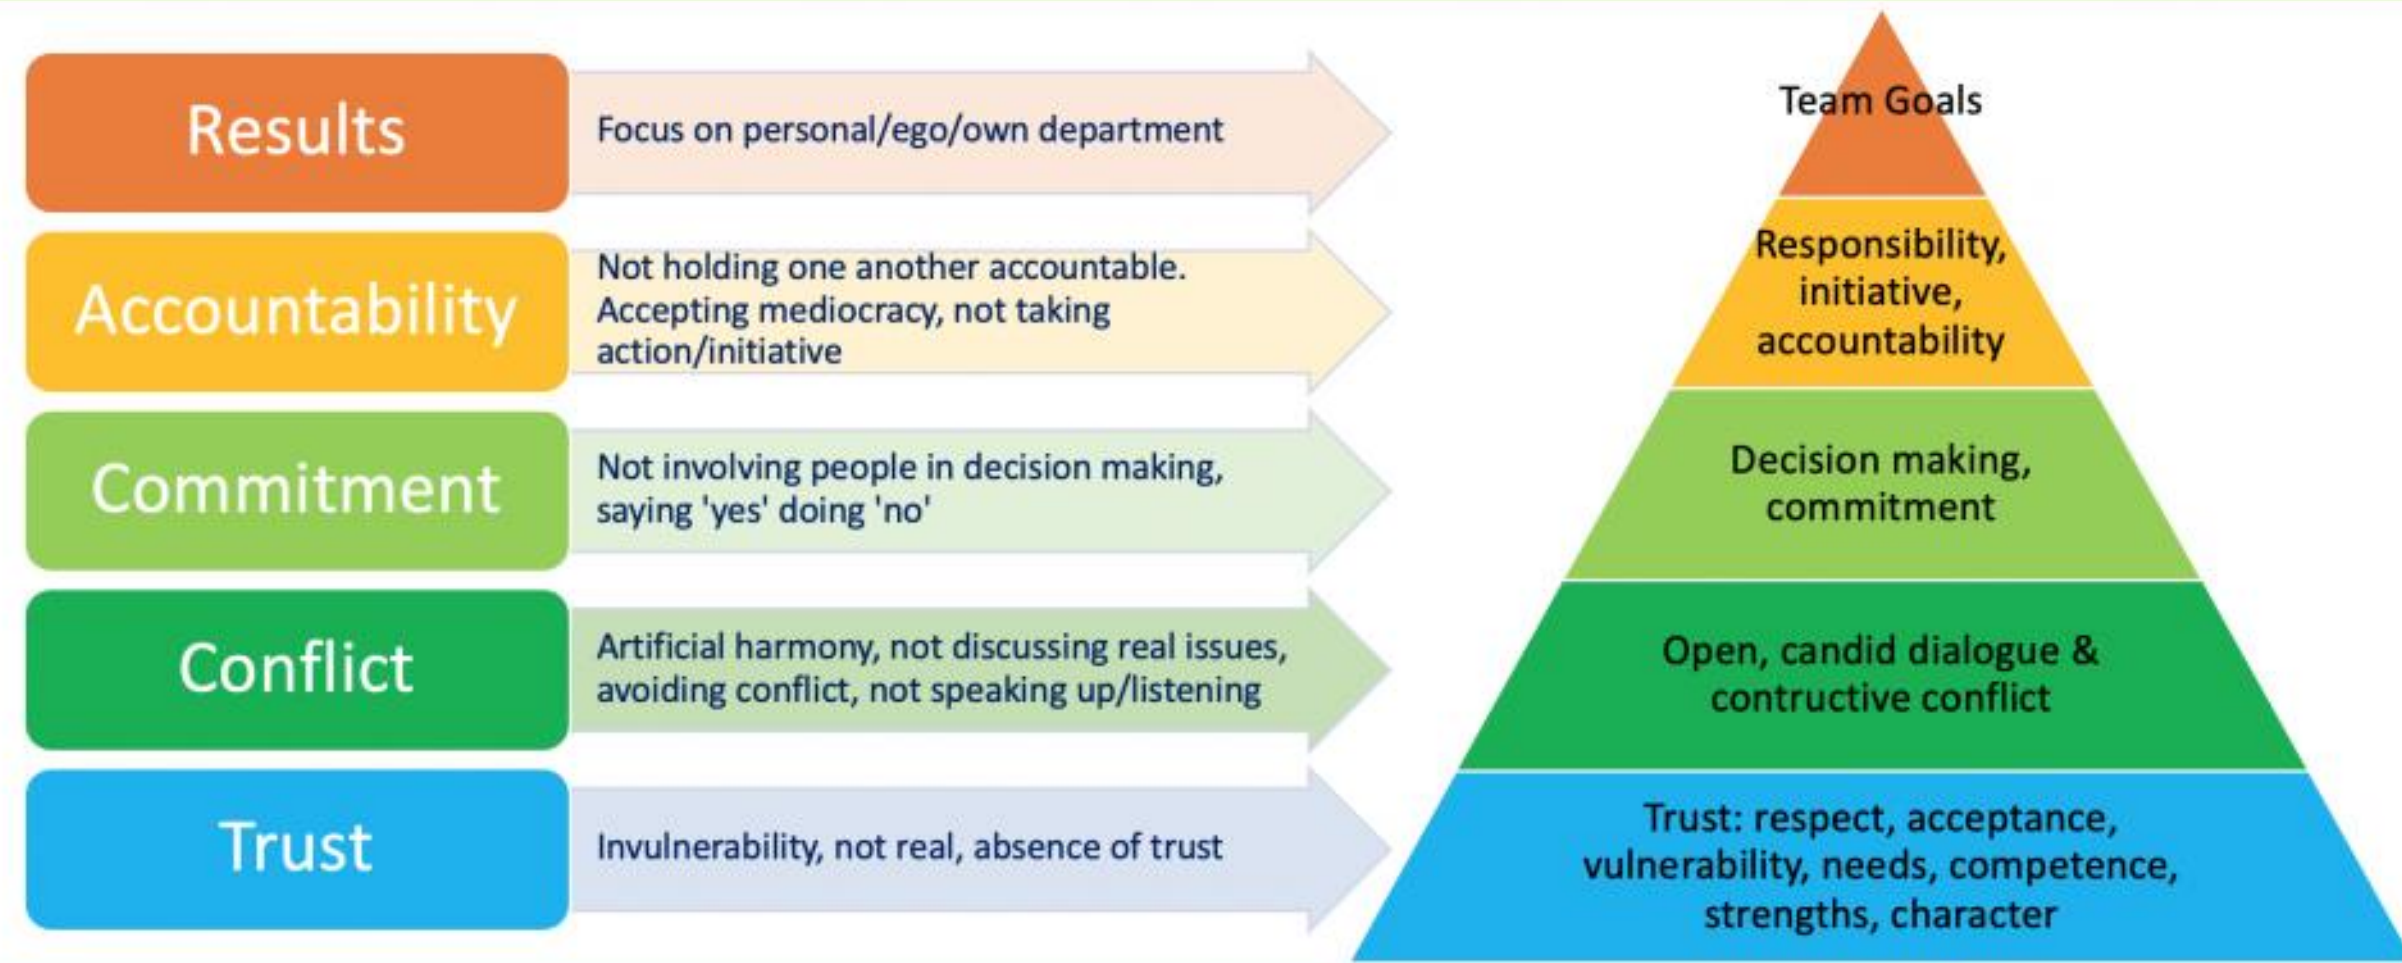 Results
Focus on personal/ego/own department
Accountability
Not holding one another accountable.
Accepting mediocracy, not taking
action/initiative
Commitment
Not involving people in decision making,
saying 'yes' doing 'no'
Conflict
Artificial harmony, not discussing real issues,
avoiding conflict, not speaking up/listening
Trust
Invulnerability, not real, absence of trust
Team Goals
Responsibility,
initiative,
accountability
Decision making,
commitment
Open, candid dialogue &
contructive conflict
Trust: respect, acceptance,
vulnerability, needs, competence,
strengths, character